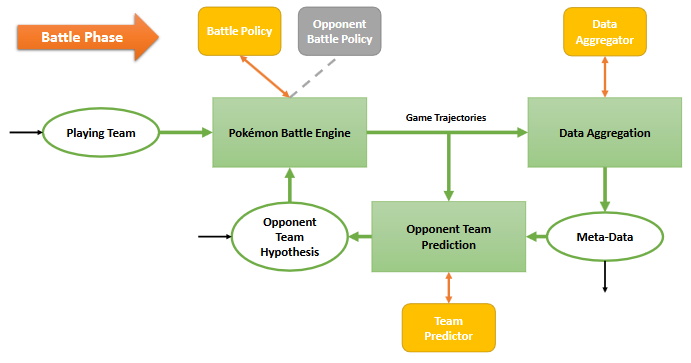 Battle Phase
Battle Policy
Opponent
Battle Policy
Data
Aggregator
Playing Team
Pokémon Battle Engine
Game Trajectories
Data Aggregation
Opponent
Team
Hypothesis
Opponent Team
Prediction
Meta-Data
Team
Predictor